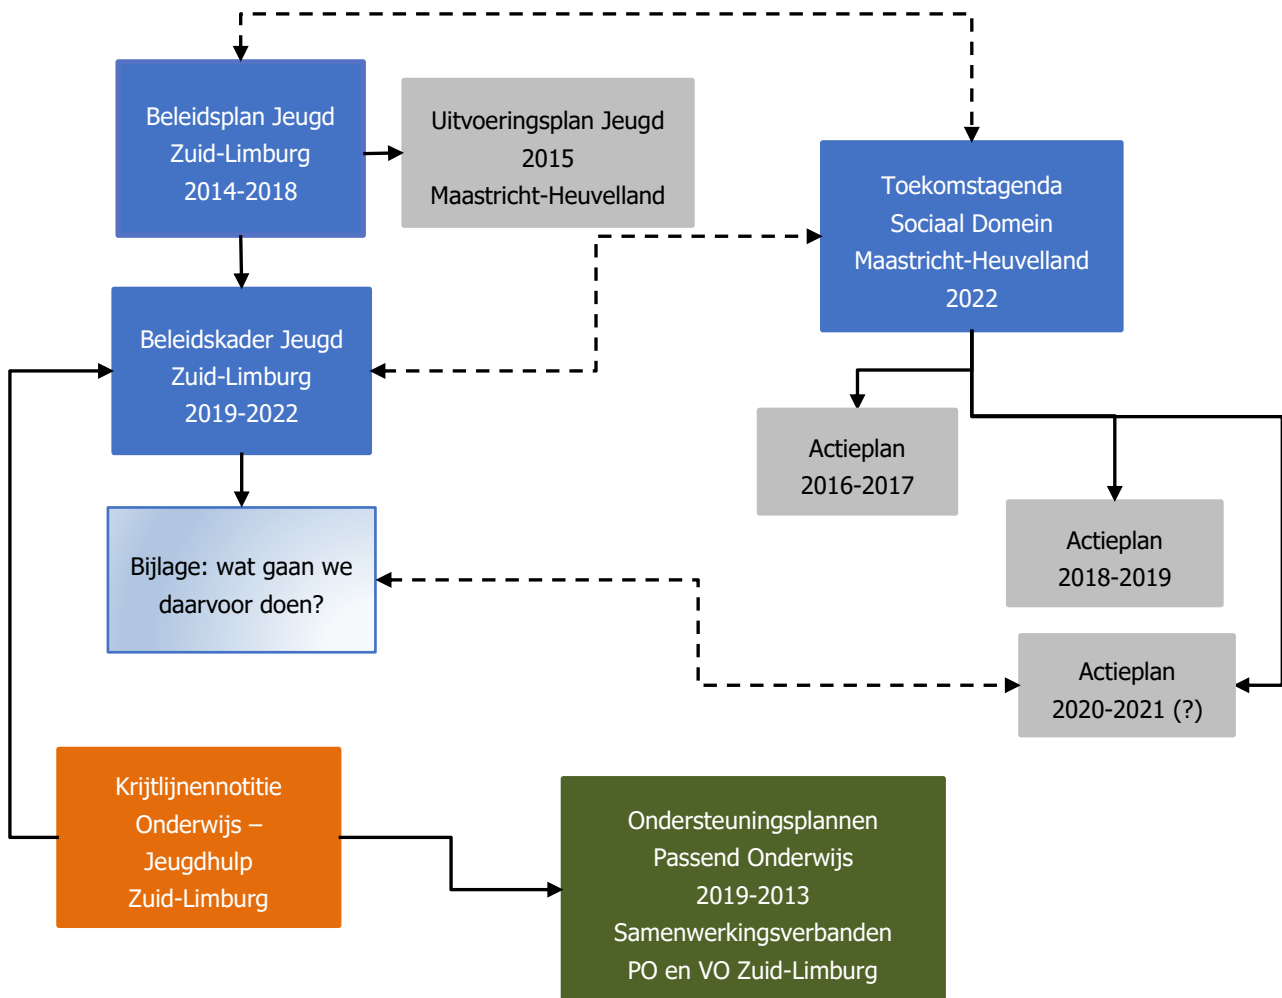 Beleidsplan Jeugd
Zuid-Limburg
2014-2018
Uitvoeringsplan Jeugd
2015
Maastricht-Heuvelland
Toekomstagenda
Sociaal Domein
Maastricht-Heuvelland
2022
Beleidskader Jeugd
Zuid-Limburg
2019-2022
Actieplan
2016-2017
Bijlage: wat gaan we
daarvoor doen?
Actieplan
2018-2019
Actieplan
2020-2021 (?)
Krijtlijnennotitie
Onderwijs –
Jeugdhulp
Zuid-Limburg
Ondersteuningsplannen
Passend Onderwijs
2019-2013
Samenwerkingsverbanden
PO en VO Zuid-Limburg